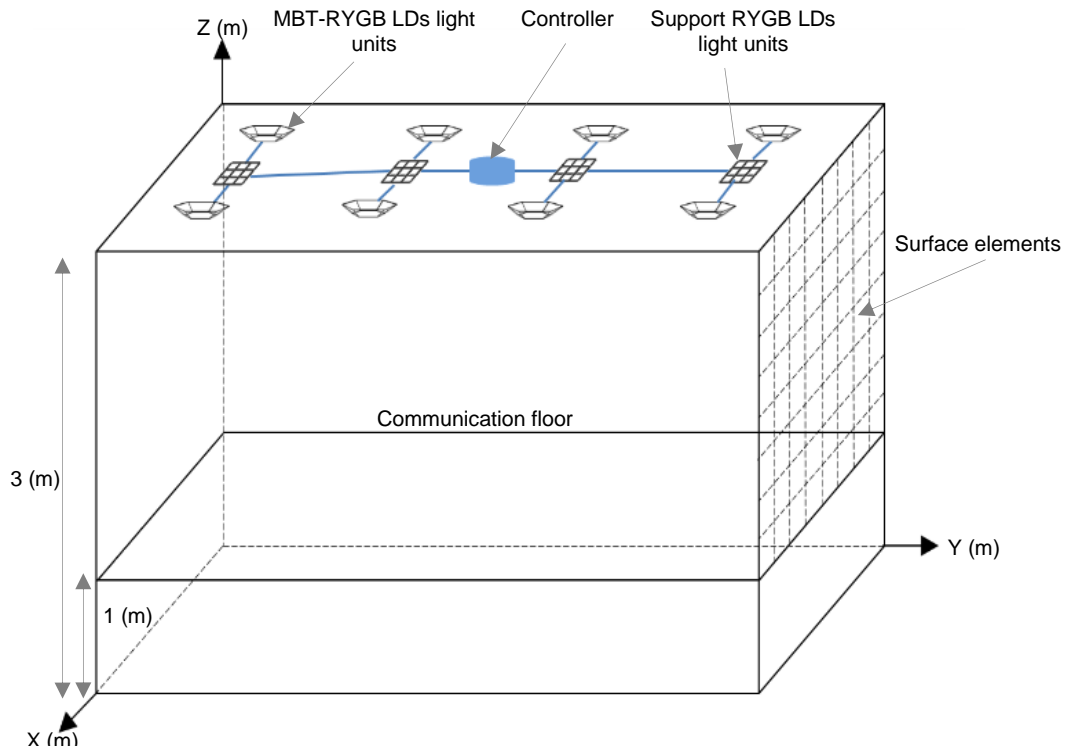 MBT-RYGB LDs light
units
Controller
Support RYGB LDs
light units
Z (m)
Surface elements
Communication floor
3 (m)
Y (m)
1 (m)
X (m)